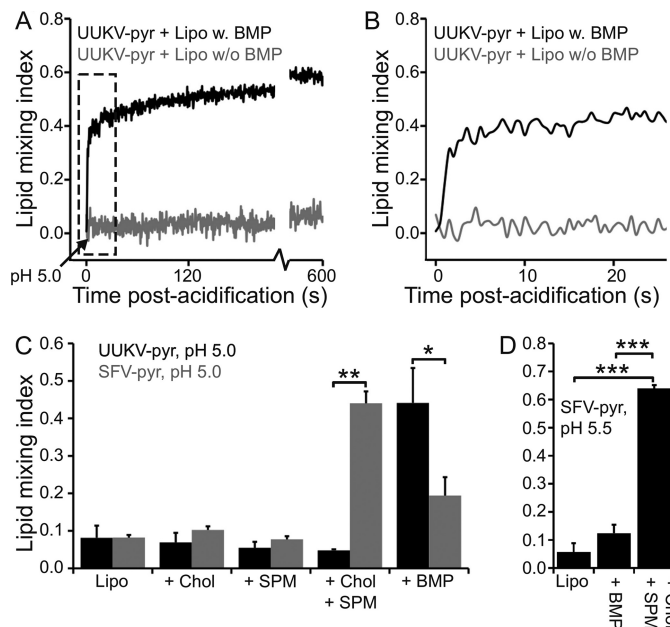 A
UUKV-pyr + Lipo w. BMP
UUKV-pyr + Lipo w/o BMP
Lipid mixing index
0.8
0.6
0.4
0.2
0.0
pH 5.0
0
120
600
Time post-acidification (s)
B
UUKV-pyr + Lipo w. BMP
UUKV-pyr + Lipo w/o BMP
Lipid mixing index
0.8
0.6
0.4
0.2
0.0
0
10
20
Time post-acidification (s)
C
UUKV-pyr, pH 5.0
SFV-pyr, pH 5.0
Lipid mixing index
0.6
0.5
0.4
0.3
0.2
0.1
0.0
**
*
Lipo
+ Chol
+ SPM
+ Chol
+ SPM
+ BMP
D
***
***
SFV-pyr,
pH 5.5
0.8
0.7
0.6
0.5
0.4
0.3
0.2
0.1
0.0
Lipo
+ BMP
+ SPM
+ Chol